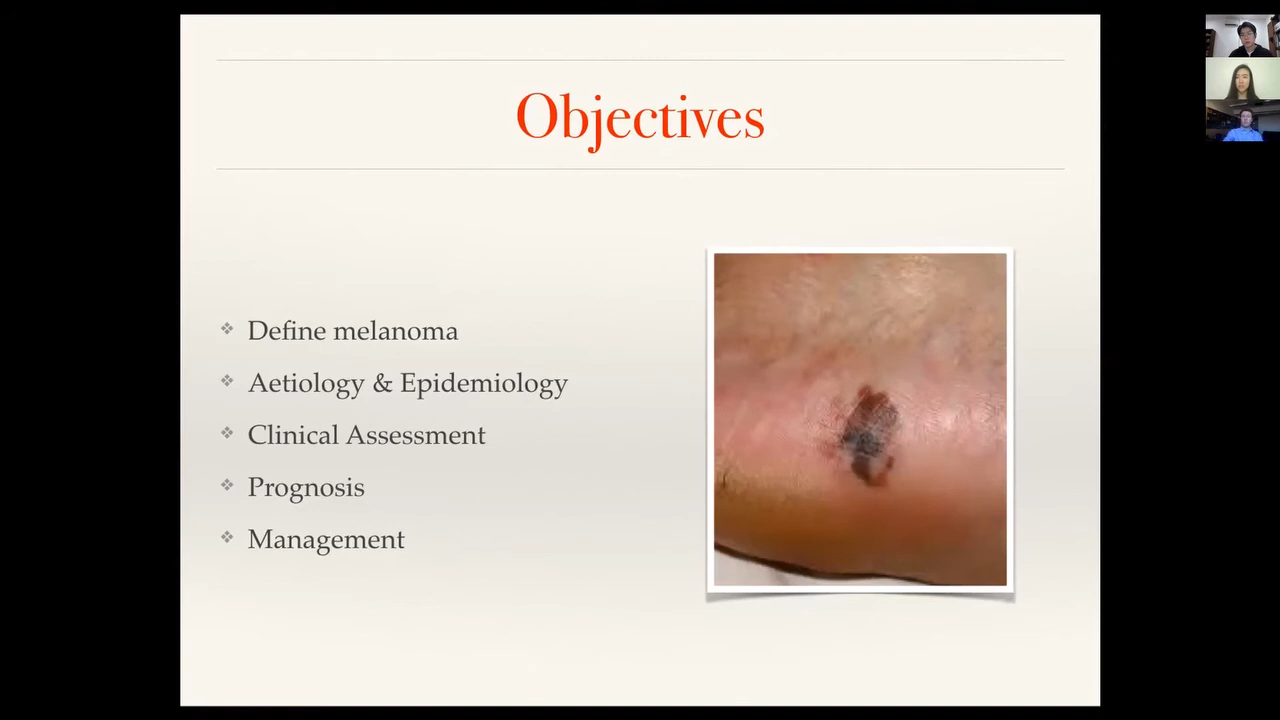 Objectives
Define melanoma
Aetiology & Epidemiology
Clinical Assessment
Prognosis
Management